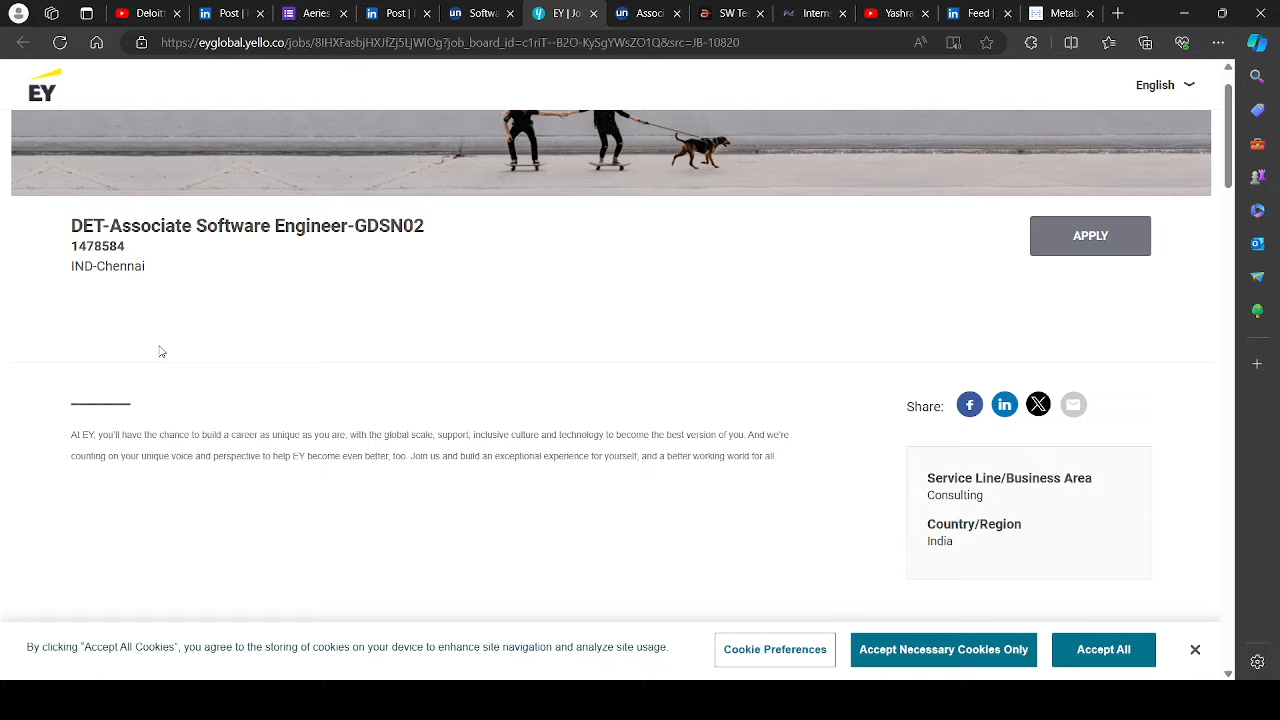 Deloitt
Post |
Aeries
Post |
Softwa
EY | Jo
Associ
SW Te
Intern
Yashra
Feed |
Metab
https://eyglobal.yello.co/jobs/8IHXFasbjHXJfZj5LjWlOg?job_board_id=c1riT--B2O-KySgYWsZO1Q&src=JB-10820
EY
English
DET-Associate Software Engineer-GDSN02
1478584
IND-Chennai
APPLY
At EY, you'll have the chance to build a career as unique as you are, with the global scale, support, inclusive culture and technology to become the best version of you. And we're
counting on your unique voice and perspective to help EY become even better, too. Join us and build an exceptional experience for yourself, and a better working world for all.
Share:
Service Line/Business Area
Consulting
Country/Region
India
By clicking "Accept All Cookies", you agree to the storing of cookies on your device to enhance site navigation and analyze site usage.
Cookie Preferences
Accept Necessary Cookies Only
Accept All